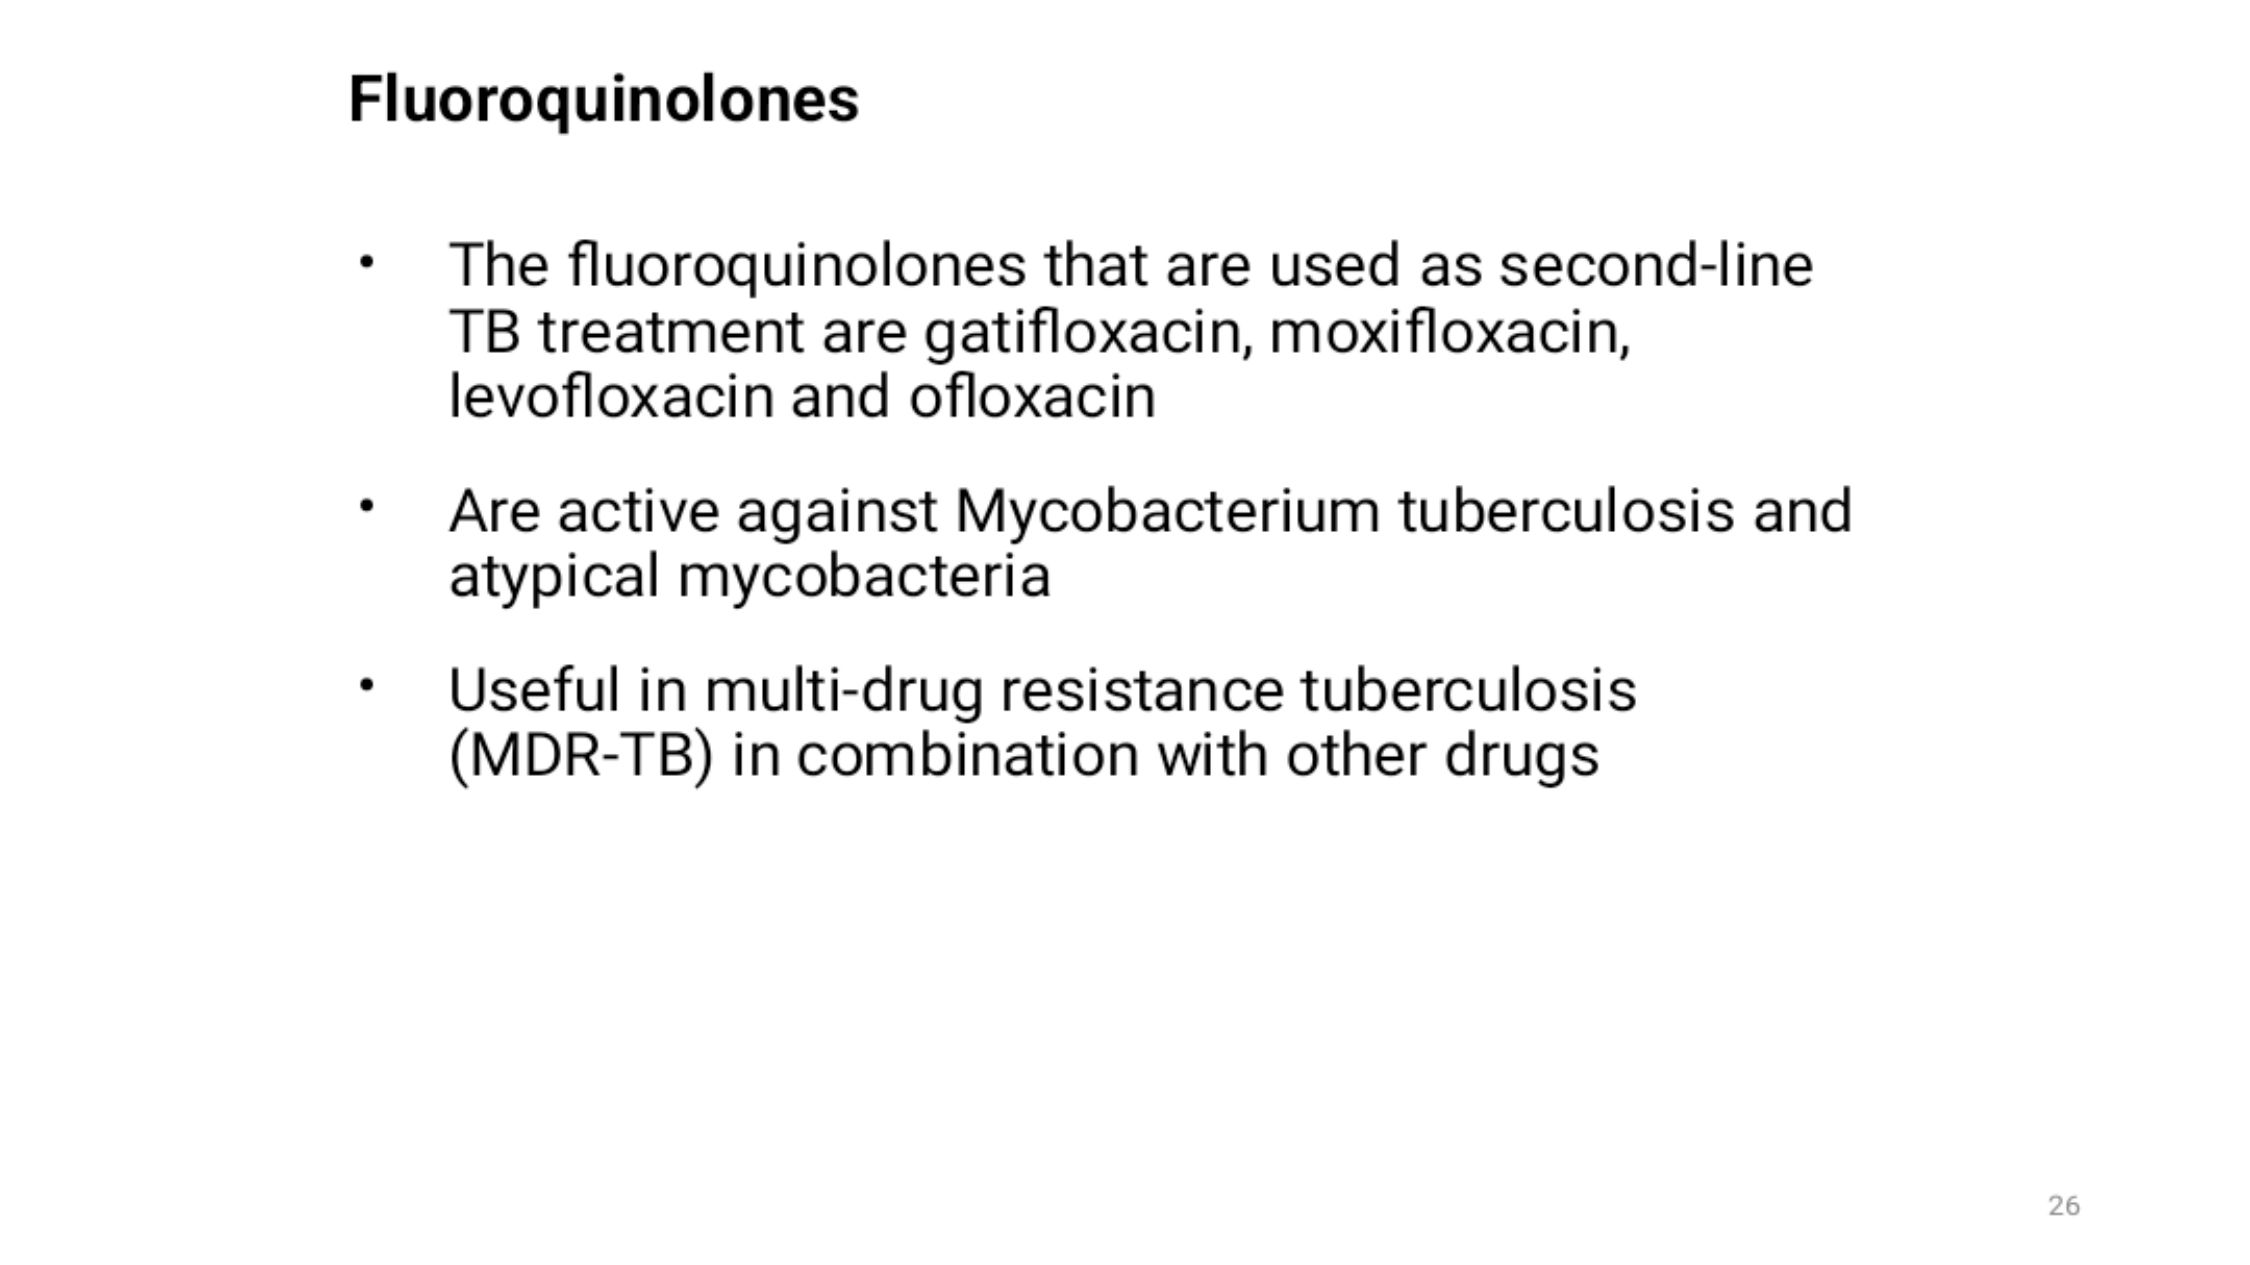 Fluoroquinolones
• The fluoroquinolones that are used as second-line
TB treatment are gatifloxacin, moxifloxacin,
levofloxacin and ofloxacin
• Are active against Mycobacterium tuberculosis and
atypical mycobacteria
• Useful in multi-drug resistance tuberculosis
(MDR-TB) in combination with other drugs
26